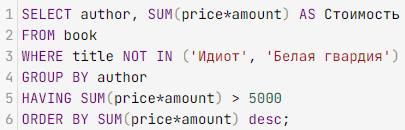 1 SELECT author, SUM(price*amount) AS Стоимость
2 FROM book
3 WHERE title NOT IN ('Идиот', 'Белая гвардия')
4 GROUP BY author
5 HAVING SUM(price*amount) > 5000
6 ORDER BY SUM(price*amount) desc;